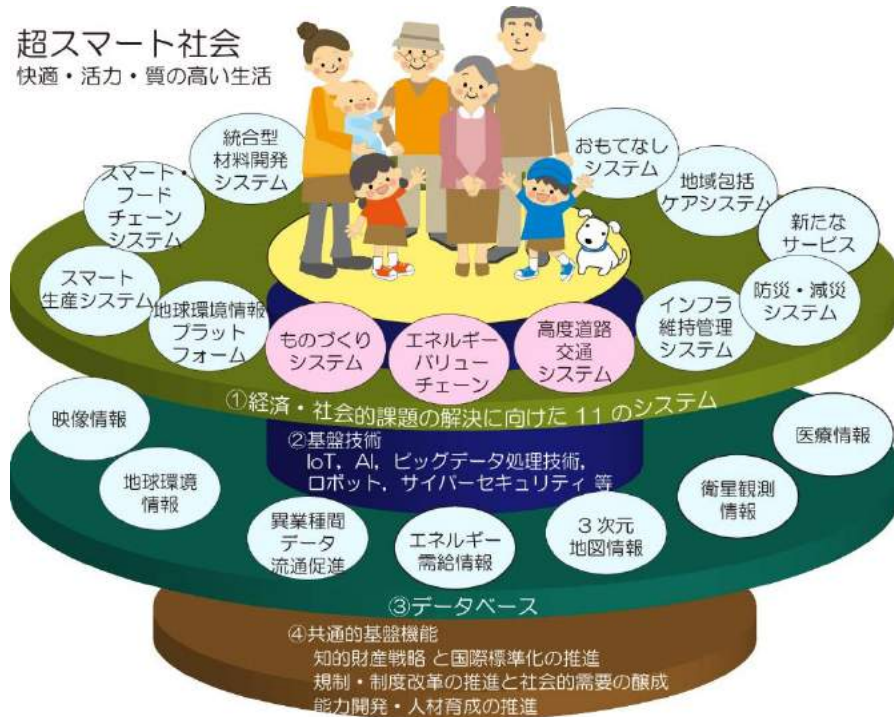 超スマート社会
快適・活力・質の高い生活
統合型
材料開発
システム
おもてなし
システム
スマート・
フード
チェーン
システム
地域包括
ケアシステム
新たな
サービス
スマート
生産システム
地球環境情報
プラット
フォーム
ものづくり
システム
エネルギー
バリュー
チェーン
高度道路
交通
システム
インフラ
維持管理
システム
防災・減災
システム
①経済・社会的課題の解決に向けた 11 のシステム
映像情報
②基盤技術
IoT, AI, ビッグデータ処理技術,
ロボット, サイバーセキュリティ 等
医療情報
地球環境
情報
異業種間
データ
流通促進
エネルギー
需給情報
3次元
地図情報
衛星観測
情報
③データベース
④共通的基盤機能
知的財産戦略 と国際標準化の推進
規制・制度改革の推進と社会的需要の醸成
能力開発・人材育成の推進